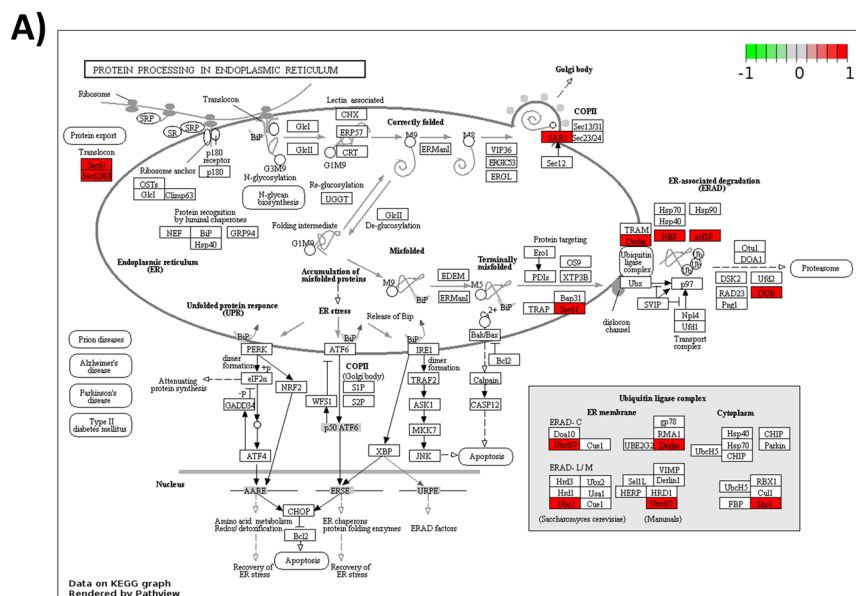 A)
PROTEIN PROCESSING IN ENDOPLASMIC RETICULUM
-1 0 1
Ribosome
SRP
SR
SRP
Translocon
Protein export
Translocon
Sec61
Sec62/63
Ribosome anchor
p180
receptor
p180
OSTs
GlcI
Climp63
BiP
GlcI
GlcII
G3M9
N-glycosylation
N-glycan
biosynthesis
Lectin associated
CNX
ERP57
CRT
G1M9
Re-glucosylation
UGGT
Correctly folded
M9
ERManI
M8
VIP36
ERGIC53
ERGL
Golgi body
COPII
SAR1
Sec13/31
Sec23/24
Sec12
Protein recognition
by luminal chaperones
NEF
BiP
GRP94
Hsp40
Folding intermediate
G1M9
GlcII
De-glucosylation
Endoplasmic reticulum
(ER)
Misfolded
Accumulation of
misfolded proteins
M9
BiP
EDEM
ERManI
Terminally
misfolded
M5
BiP
Protein targeting
Ero1
PDIs
OS9
XTP3B
Bap31
TRAP
Sec61
ER-associated degradation
(ERAD)
TRAM
Derlin
Hsp70
Hsp90
Hsp40
NEF
sHSF
Ubiquitin
ligase
complex
Ubx
Ub
Ub
Ub
p97
SVIP
Npl4
Ufd1
Transport
complex
dislocon
channel
Otu1
DOA1
DSK2
Ufd2
RAD23
DUB
Png1
Proteasome
Unfolded protein responce
(UPR)
ER stress
Release of Bip
Ca2+
Bak/Bax
Bcl2
Calpain
CASP12
Apoptosis
Prion diseases
Alzheimer's
disease
Parkinson's
disease
Type II
diabetes mellitus
BiP
PERK
BiP
ATF6
BiP
IRE1
dimer
formation
+p
eIF2α
Attenuating
protein synthesis
-p
GADD34
NRF2
ATF4
COPII
(Golgi body)
S1P
S2P
WFS1
p50 ATF6
dimer
formation
TRAF2
ASK1
MKK7
JNK
XBP
Nucleus
AARE
ERSE
URPE
CHOP
Bcl2
Apoptosis
Amino acid metabolism
Redox/ detoxification
Recovery of
ER stress
ER chaperons
protein folding enzymes
Recovery of
ER stress
ERAD factors
Ubiquitin ligase complex
ER membrane
Cytoplasm
ERAD- C
Doa10
Ubc6/7
Cue1
gp78
RMA1
UBE2G2
Derlin
Hsp40
CHIP
Hsp70
Parkin
UbcH5
CHIP
ERAD- L/ M
Hrd3
Ubx2
Hrd1
Usa1
Ubc7
Cue1
(Saccharomyces cerevisiae)
VIMP
Sel1L
Derlin1
HERP
HRD1
Ubc6/7
(Mammals)
UbcH5
RBX1
Cul1
FBP
Skp1
Data on KEGG graph
Rendered by Pathview